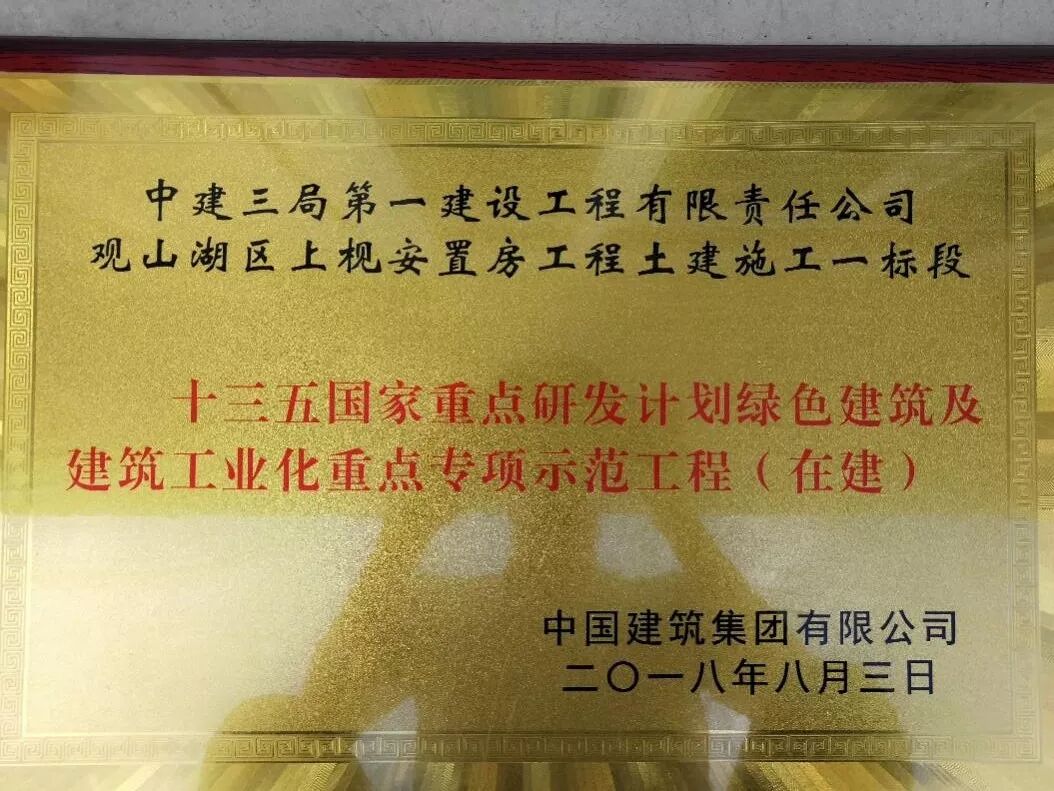 中建三局第一建设工程有限责任公司
观山湖区上枧安置房工程土建施工一标段
十三五国家重点研发计划绿色建筑及
建筑工业化重点专项示范工程（在建）
中国建筑集团有限公司
二〇一八年八月三日